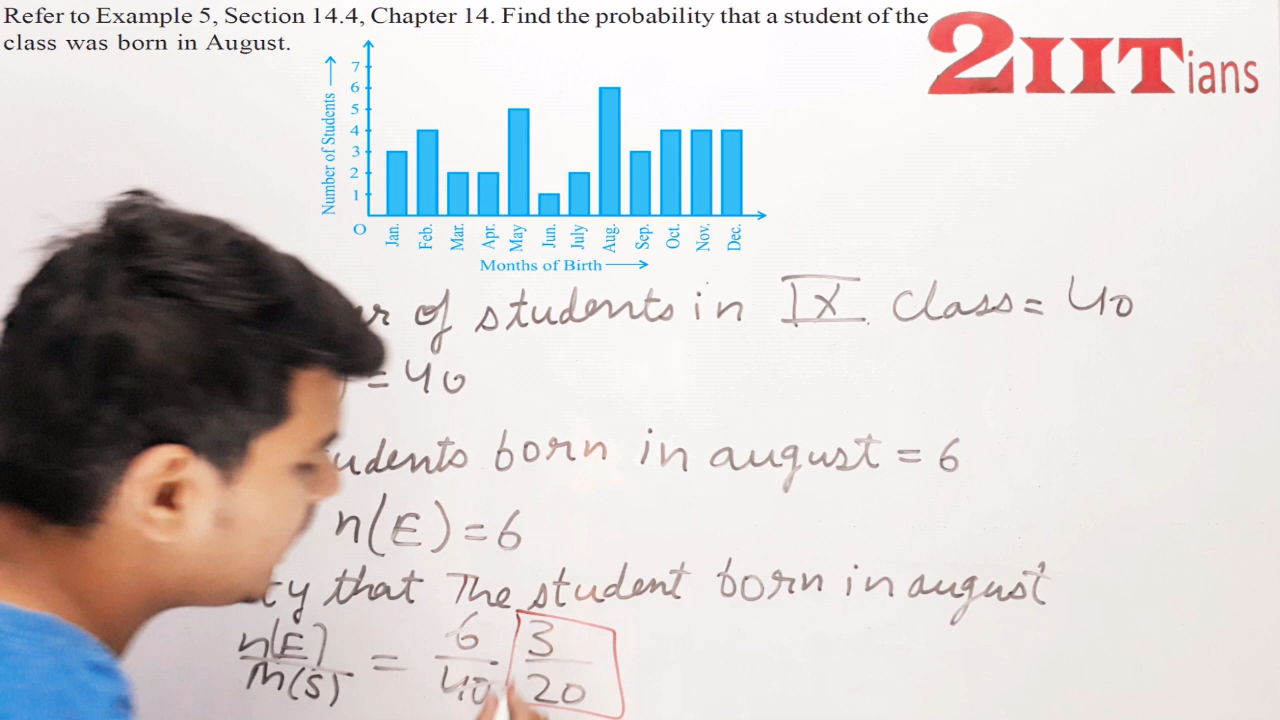 Refer to Example 5, Section 14.4, Chapter 14. Find the probability that a student of the
class was born in August.
2IITians
Number of Students
7
6
5
4
3
2
1
O
Jan. Feb. Mar. Apr. May Jun. July Aug. Sep. Oct. Nov. Dec.
Months of Birth
of students in IX class = 40
= 40
born in august = 6
n(E) = 6
that The student born in august
n(E)/n(S) = 6/40 3/20